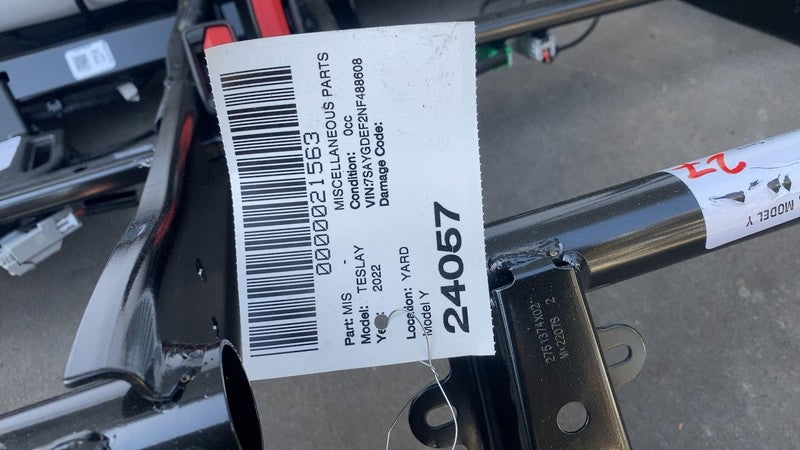 0000021563
Part: MIS - MISCELLANEOUS PARTS
Model: TESLAY Condition: 0cc
2022 VIN:7SAYGDEF2NF488608
Damage Code:
Location: YARD
Model Y
24057
27
MODEL Y
2